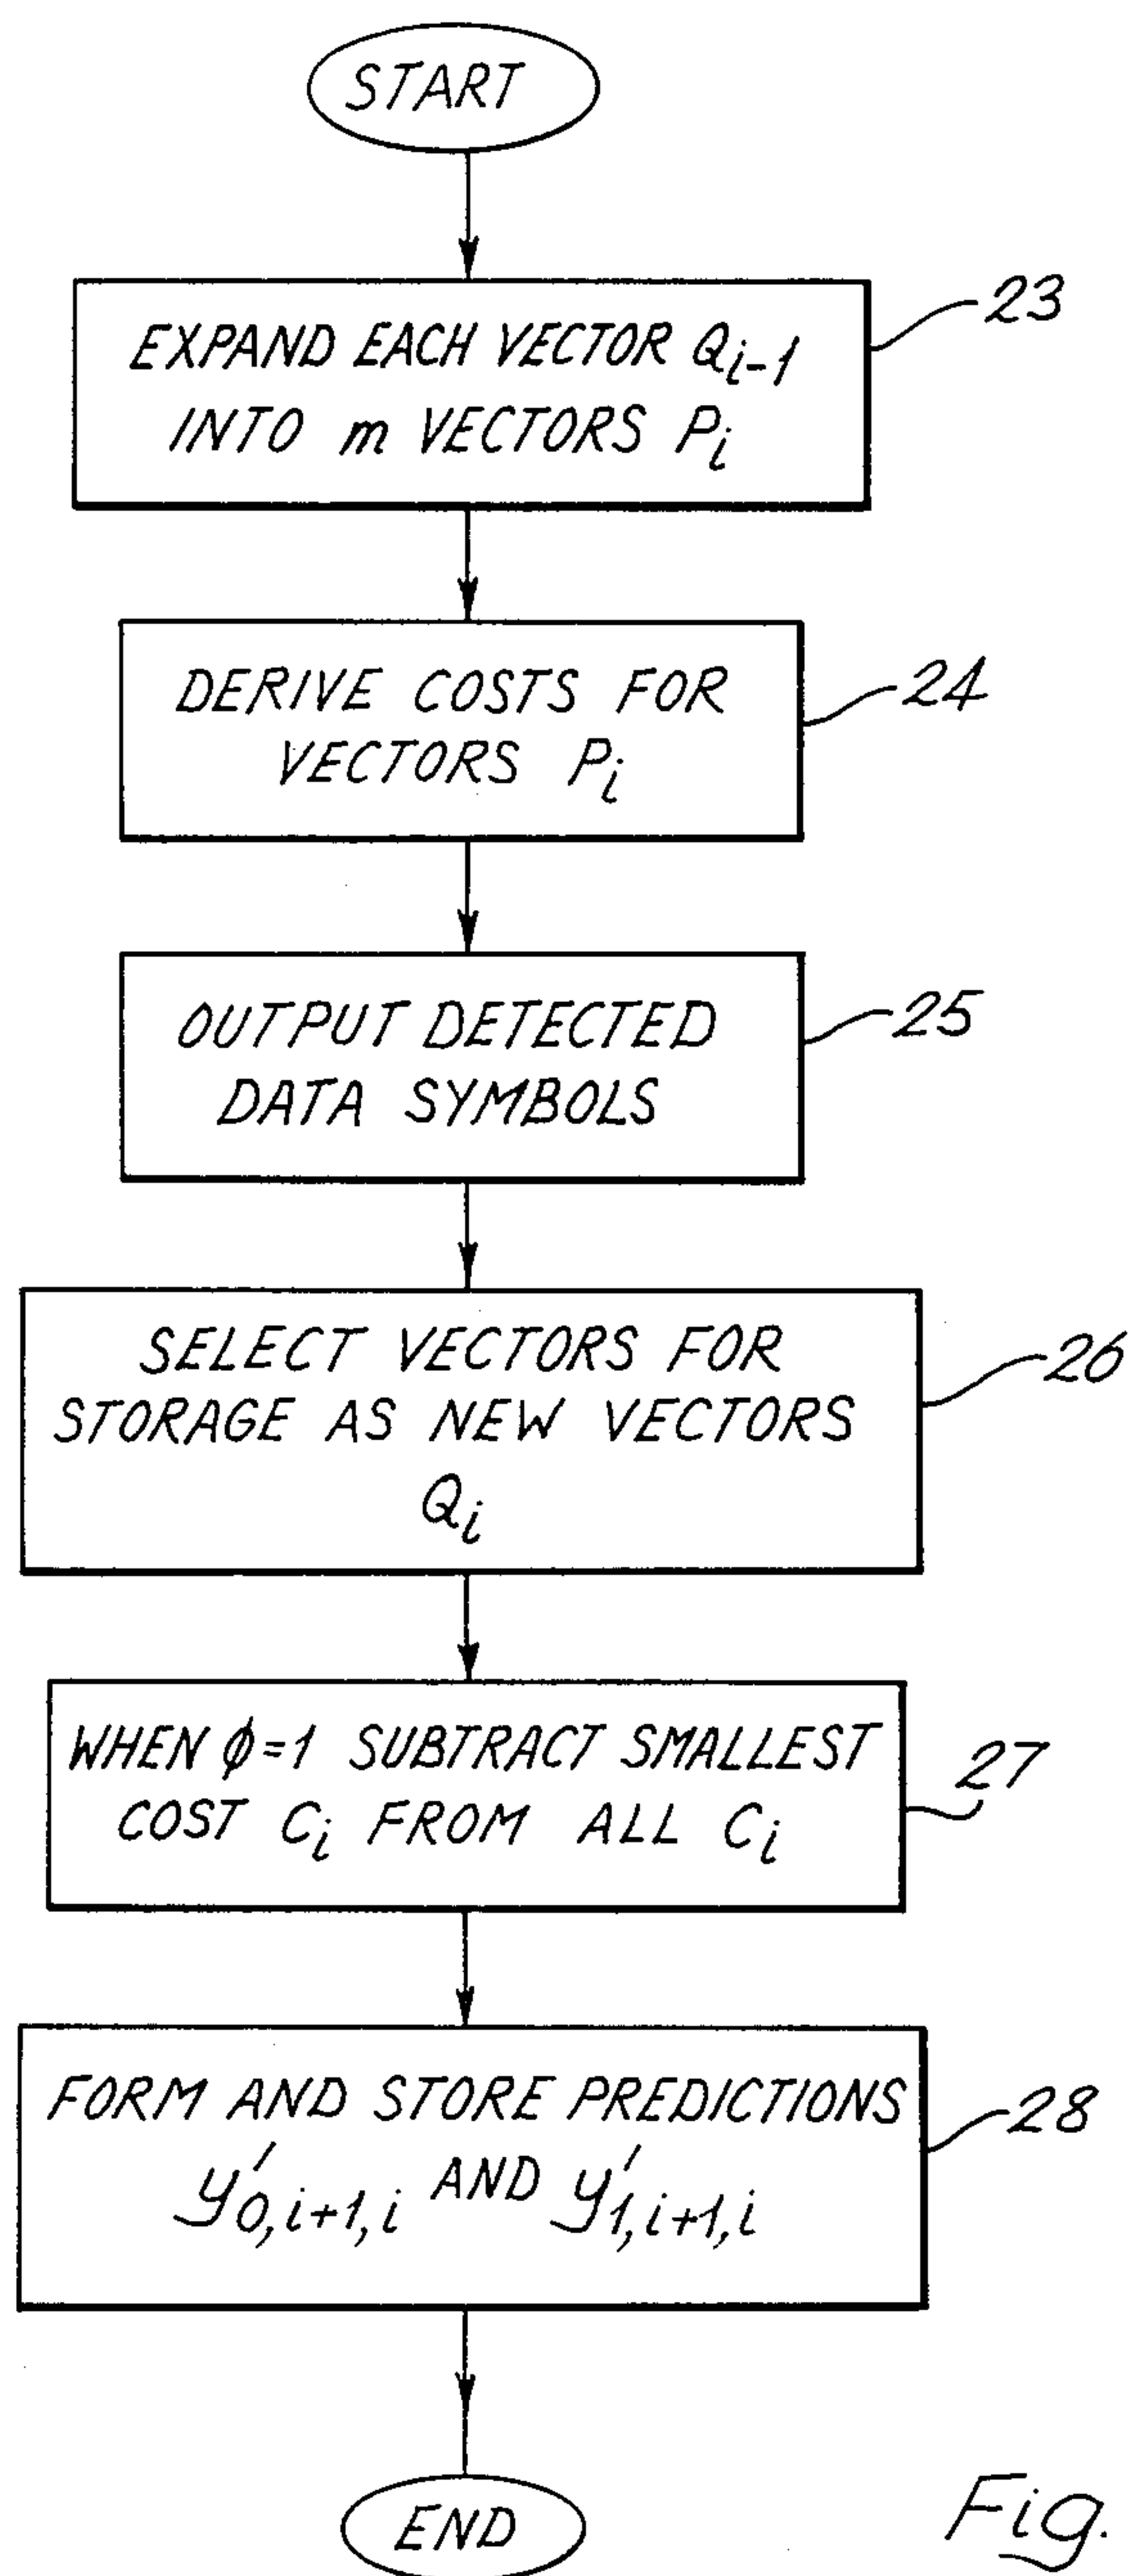 START
EXPAND EACH VECTOR Qi-1
INTO m VECTORS Pi
23
DERIVE COSTS FOR
VECTORS Pi
24
OUTPUT DETECTED
DATA SYMBOLS
25
SELECT VECTORS FOR
STORAGE AS NEW VECTORS
Qi
26
WHEN ϕ=1 SUBTRACT SMALLEST
COST Ci FROM ALL Ci
27
FORM AND STORE PREDICTIONS
y'0,i+1,i AND y'1,i+1,i
28
END
Fig.